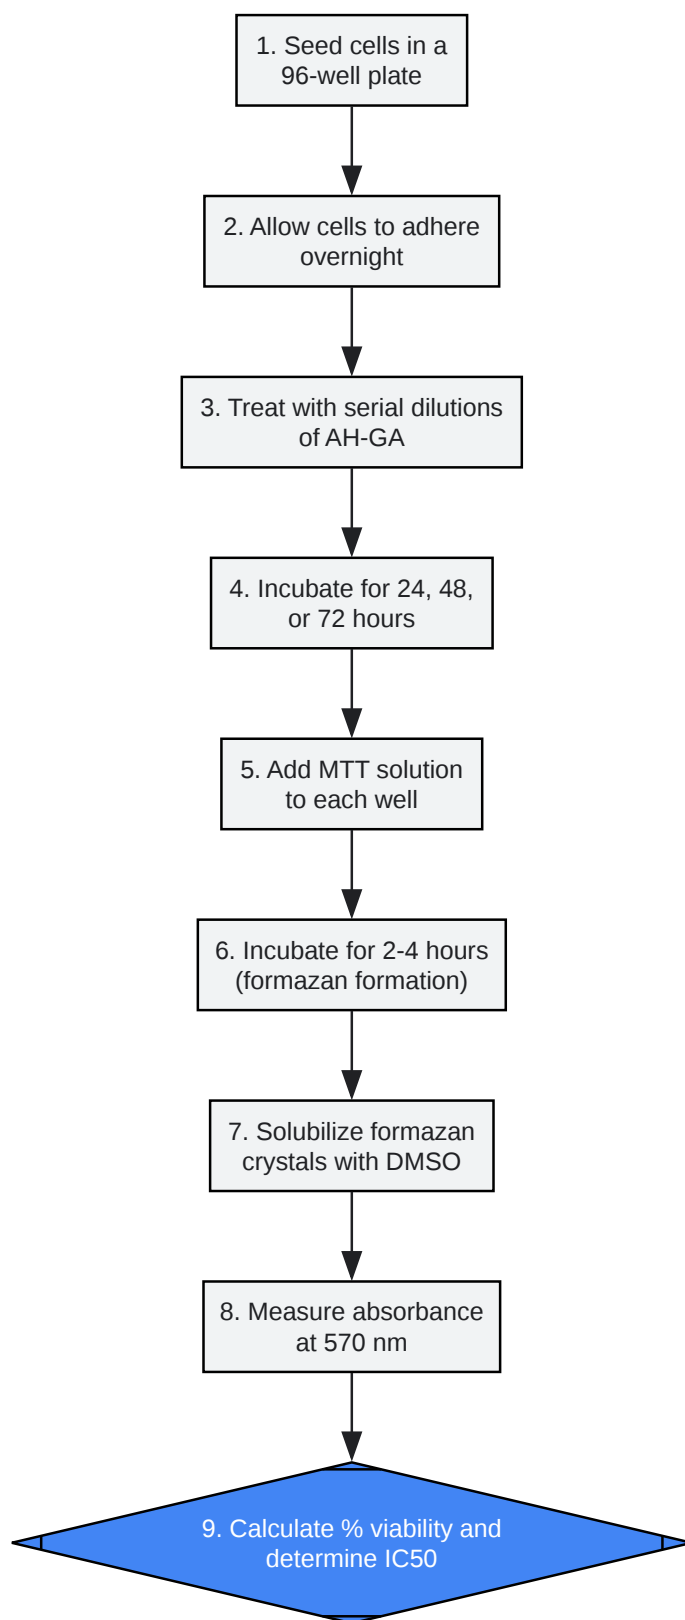 1. Seed cells in a
96-well plate
2. Allow cells to adhere
overnight
3. Treat with serial dilutions
of AH-GA
4. Incubate for 24, 48,
or 72 hours
5. Add MTT solution
to each well
6. Incubate for 2-4 hours
(formazan formation)
7. Solubilize formazan
crystals with DMSO
8. Measure absorbance
at 570 nm
9. Calculate % viability and
determine IC50